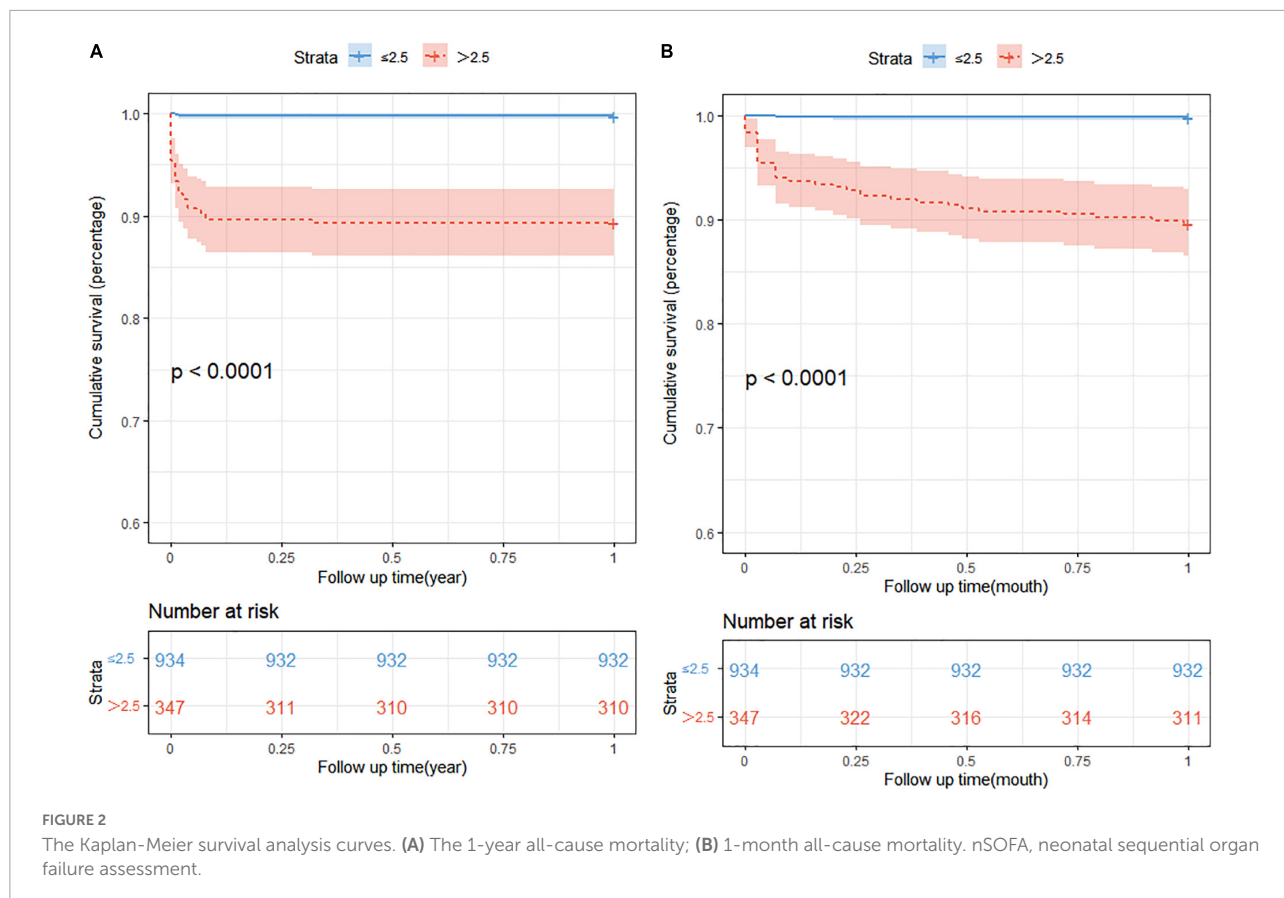 A
Strata ≤2.5 >2.5
Cumulative survival (percentage)
1.0
0.9
0.8
0.7
0.6
p < 0.0001
0 0.25 0.5 0.75 1
Follow up time(year)
Number at risk
Strata
≤2.5 934 932 932 932 932
>2.5 347 311 310 310 310
0 0.25 0.5 0.75 1
Follow up time(year)
B
Strata ≤2.5 >2.5
Cumulative survival (percentage)
1.0
0.9
0.8
0.7
0.6
p < 0.0001
0 0.25 0.5 0.75 1
Follow up time(mouth)
Number at risk
Strata
≤2.5 934 932 932 932 932
>2.5 347 322 316 314 311
0 0.25 0.5 0.75 1
Follow up time(mouth)
FIGURE 2
The Kaplan-Meier survival analysis curves. (A) The 1-year all-cause mortality; (B) 1-month all-cause mortality. nSOFA, neonatal sequential organ
failure assessment.